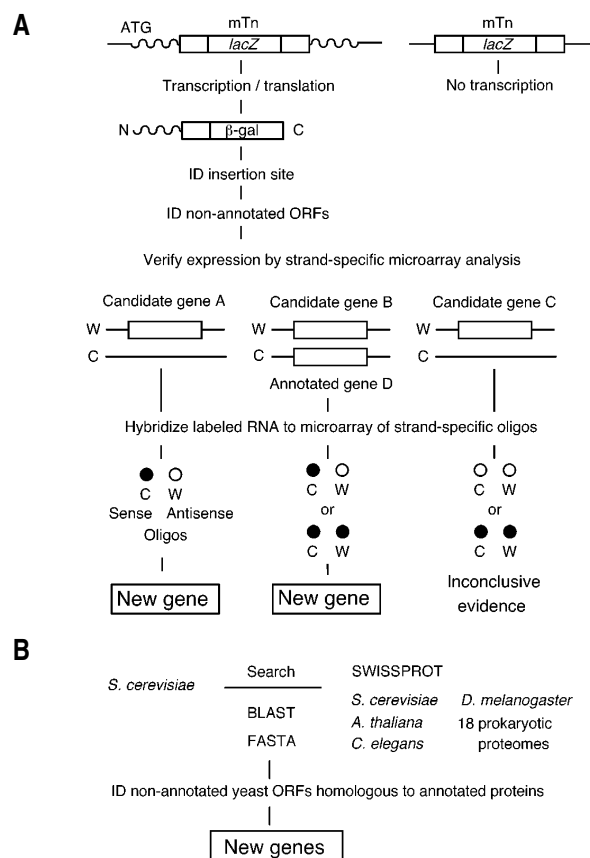 A
ATG
mTn
mTn
lacZ
lacZ
Transcription / translation
No transcription
N
β-gal
C
ID insertion site
ID non-annotated ORFs
Verify expression by strand-specific microarray analysis
Candidate gene A
Candidate gene B
Candidate gene C
W
W
W
C
C
C
Annotated gene D
Hybridize labeled RNA to microarray of strand-specific oligos
C W
C W
C W
Sense Antisense
or
or
Oligos
C W
C W
New gene
New gene
Inconclusive
evidence
B
Search
SWISSPROT
S. cerevisiae
S. cerevisiae
D. melanogaster
BLAST
A. thaliana
18 prokaryotic
FASTA
C. elegans
proteomes
ID non-annotated yeast ORFs homologous to annotated proteins
New genes